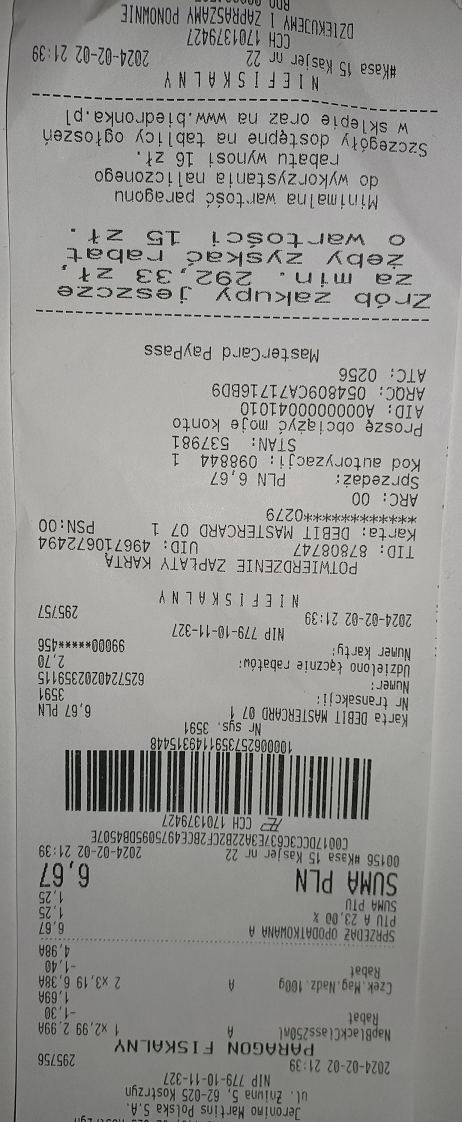 Jeronimo Martins Polska S.A.
ul. Żniwna 5, 62-025 Kostrzyn
NIP 779-10-11-327
2024-02-02 21:39 295756
PARAGON FISKALNY
NapBlackClass250ml A 1 x2,99 2,99A
Rabat -1,30
1,69A
Czek.Mag.Nadz.100g A 2 x3,19 6,38A
Rabat -1,40
4,98A
SPRZEDAŻ OPODATKOWANA A 6,67
PTU A 23,00 % 1,25
SUMA PTU 1,25
SUMA PLN 6,67
00156 #Kasa 15 Kasjer nr 22 2024-02-02 21:39
CCH 1701379427
Nr sys. 3591
Karta DEBIT MASTERCARD 07 1 6,67 PLN
Nr transakcji: 3591
Numer: 6257240202359115
Udzielono łącznie rabatów: 2,70
Numer karty: 99000******456
NIP 779-10-11-327
2024-02-02 21:39 295757
NIEFISKALNY
POTWIERDZENIE ZAPŁATY KARTĄ
TID: 87808747 UID: 496710672494
Karta: DEBIT MASTERCARD 07 1 PSN:00
************0279
ARC: 00
Sprzedaż: PLN 6,67
Kod autoryzacji: 098844 1
STAN: 537981
Proszę obciążyć moje konto
AID: A0000000041010
ARQC: 054809CA71716BD9
ATC: 0256
MasterCard PayPass
Zrób zakupy jeszcze
za min. 292,33 zł,
żeby zyskać rabat
o wartości 15 zł.
Minimalna wartość paragonu
do wykorzystania naliczonego
rabatu wynosi 16 zł.
Szczegóły dostępne na tablicy ogłoszeń
w sklepie oraz na www.biedronka.pl
NIEFISKALNY
#Kasa 15 Kasjer nr 22 2024-02-02 21:39
CCH 1701379427
DZIĘKUJEMY I ZAPRASZAMY PONOWNIE